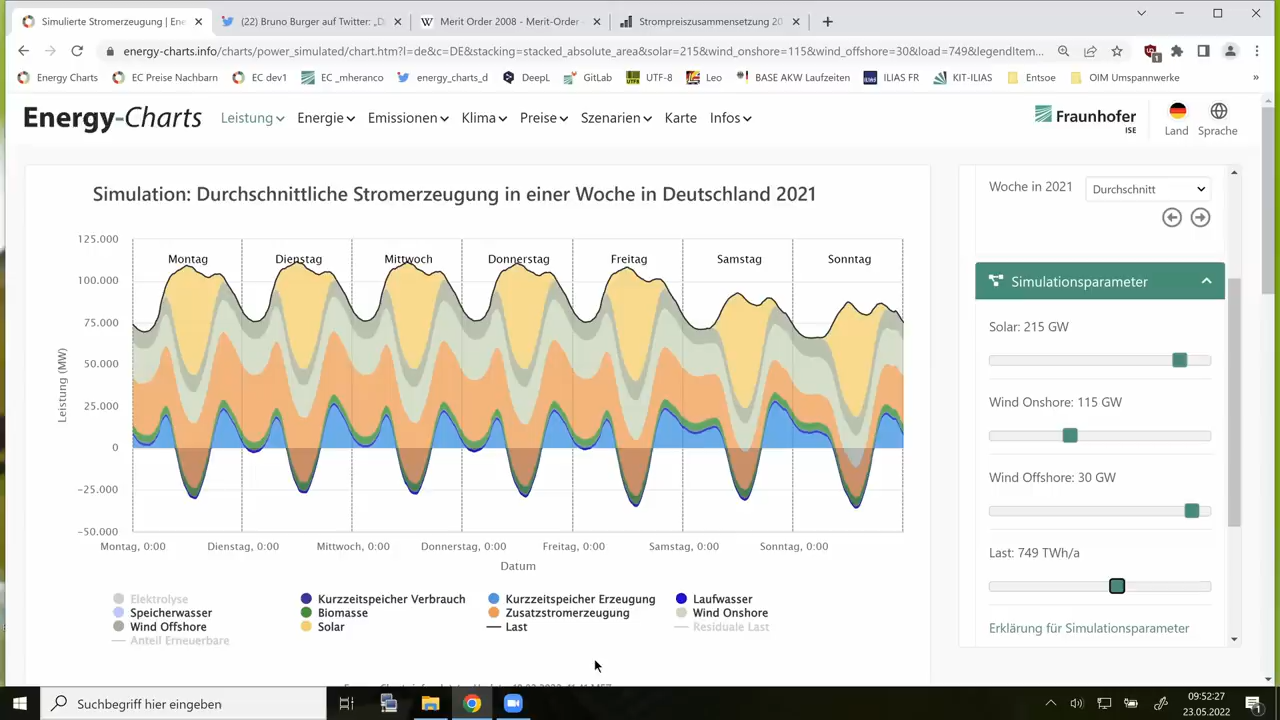 Simulierte Stromerzeugung | Ene
(22) Bruno Burger auf Twitter: „D
Merit Order 2008 - Merit-Order -
Strompreiszusammensetzung 20
energy-charts.info/charts/power_simulated/chart.htm?l=de&c=DE&stacking=stacked_absolute_area&solar=215&wind_onshore=115&wind_offshore=30&load=749&legendItem...
Energy Charts
EC Preise Nachbarn
EC dev1
EC _mheranco
energy_charts_d
DeepL
GitLab
UTF-8
Leo
BASE AKW Laufzeiten
ILIAS FR
KIT-ILIAS
Entsoe
OIM Umspannwerke
»
Energy-Charts
Leistung
Energie
Emissionen
Klima
Preise
Szenarien
Karte
Infos
Fraunhofer
ISE
Land
Sprache
Simulation: Durchschnittliche Stromerzeugung in einer Woche in Deutschland 2021
125.000
100.000
75.000
50.000
25.000
0
-25.000
-50.000
Leistung (MW)
Montag
Dienstag
Mittwoch
Donnerstag
Freitag
Samstag
Sonntag
Montag, 0:00
Dienstag, 0:00
Mittwoch, 0:00
Donnerstag, 0:00
Freitag, 0:00
Samstag, 0:00
Sonntag, 0:00
Datum
Elektrolyse
Kurzzeitspeicher Verbrauch
Kurzzeitspeicher Erzeugung
Laufwasser
Speicherwasser
Biomasse
Zusatzstromerzeugung
Wind Onshore
Wind Offshore
Solar
Last
Residuale Last
Anteil Erneuerbare
Woche in 2021
Durchschnitt
Simulationsparameter
Solar: 215 GW
Wind Onshore: 115 GW
Wind Offshore: 30 GW
Last: 749 TWh/a
Erklärung für Simulationsparameter
Suchbegriff hier eingeben
09:52:27
23.05.2022